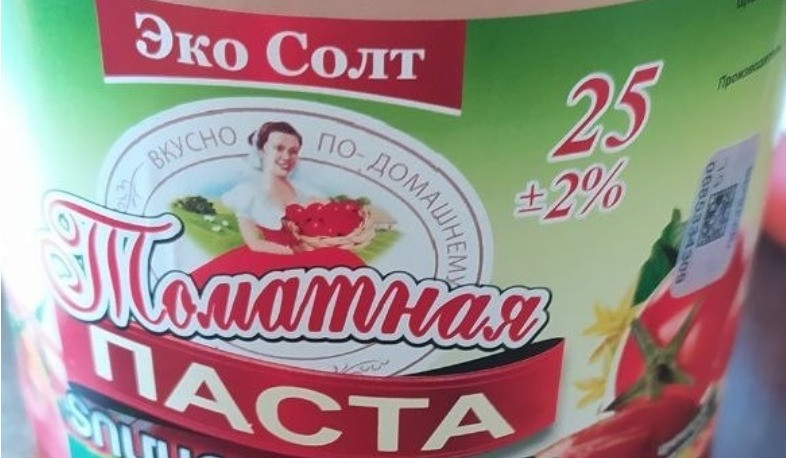 Эко Солт
ВКУСНО ПО-ДОМАШНЕМУ
25
±2%
Томатная
ПАСТА